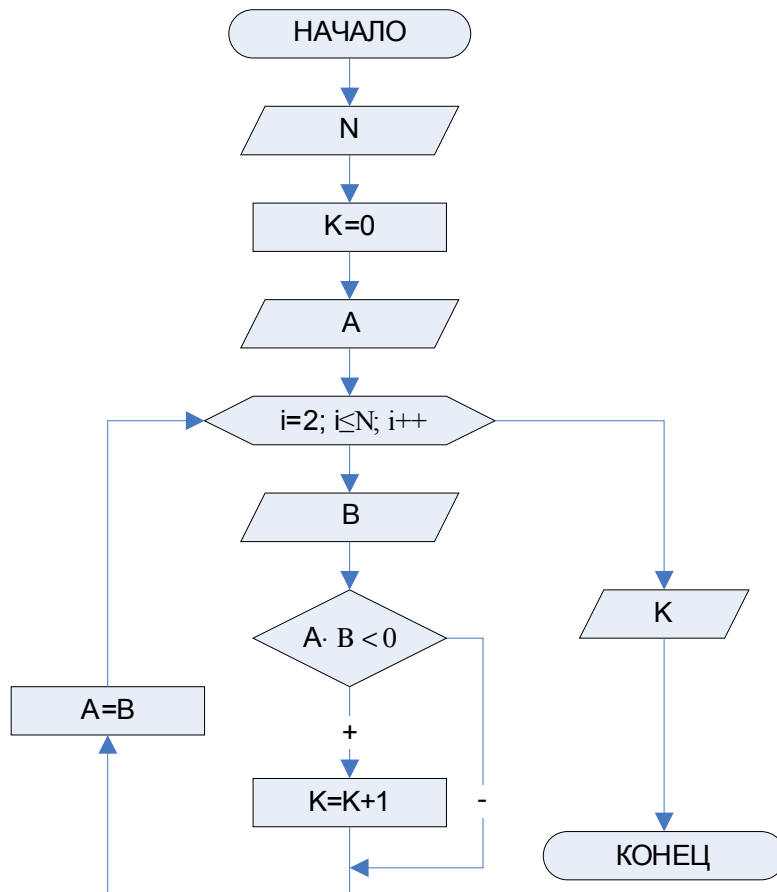 НАЧАЛО
N
K=0
A
i=2; i≤N; i++
B
A· B < 0
K
A=B
+
K=K+1
-
КОНЕЦ